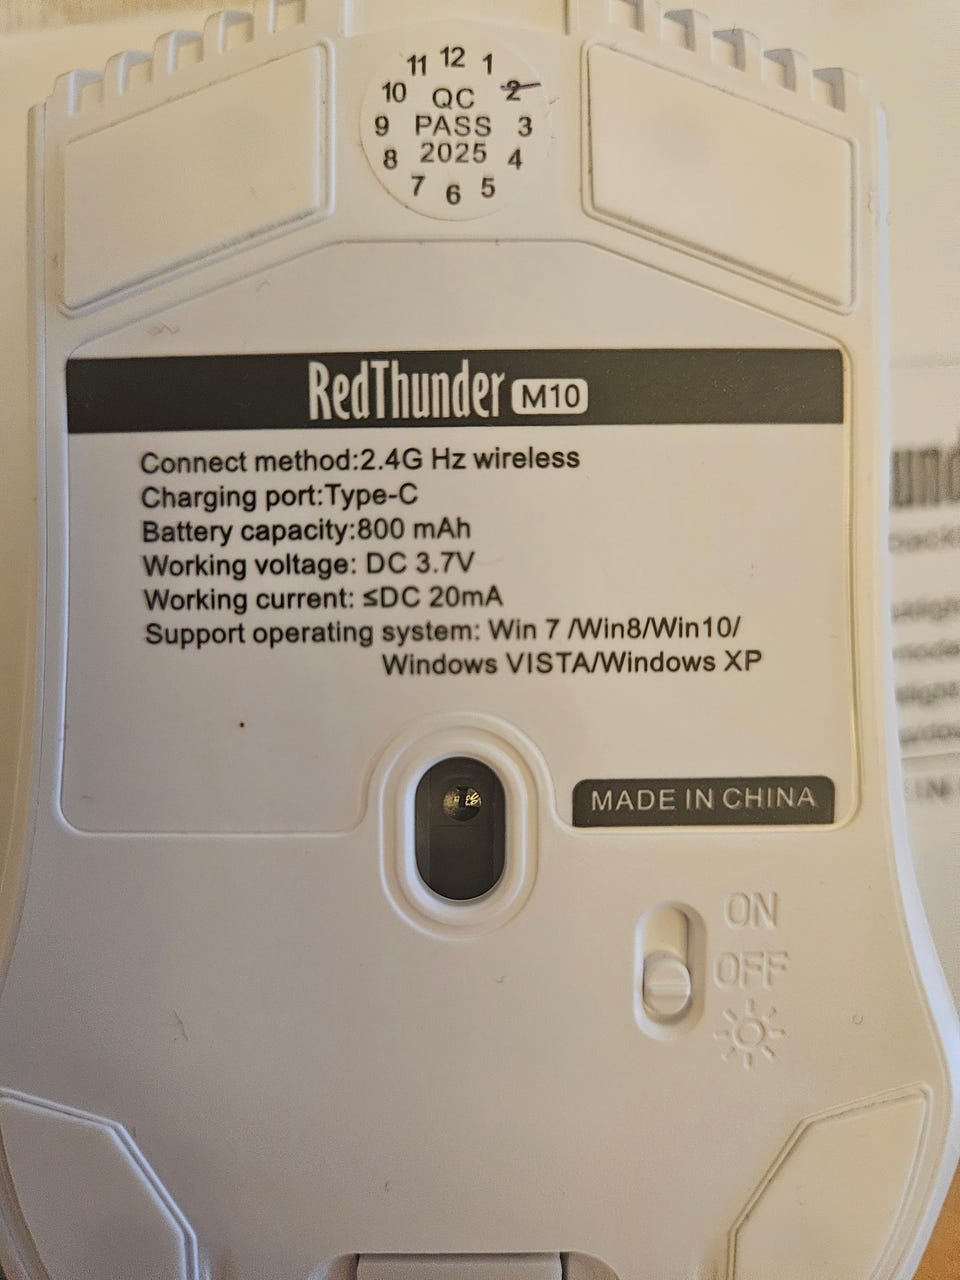 11 12 1
10 QC 2
9 PASS 3
8 2025 4
7 6 5
RedThunder M10
Connect method:2.4G Hz wireless
Charging port:Type-C
Battery capacity:800 mAh
Working voltage: DC 3.7V
Working current: ≤DC 20mA
Support operating system: Win 7 /Win8/Win10/
Windows VISTA/Windows XP
MADE IN CHINA
ON
OFF